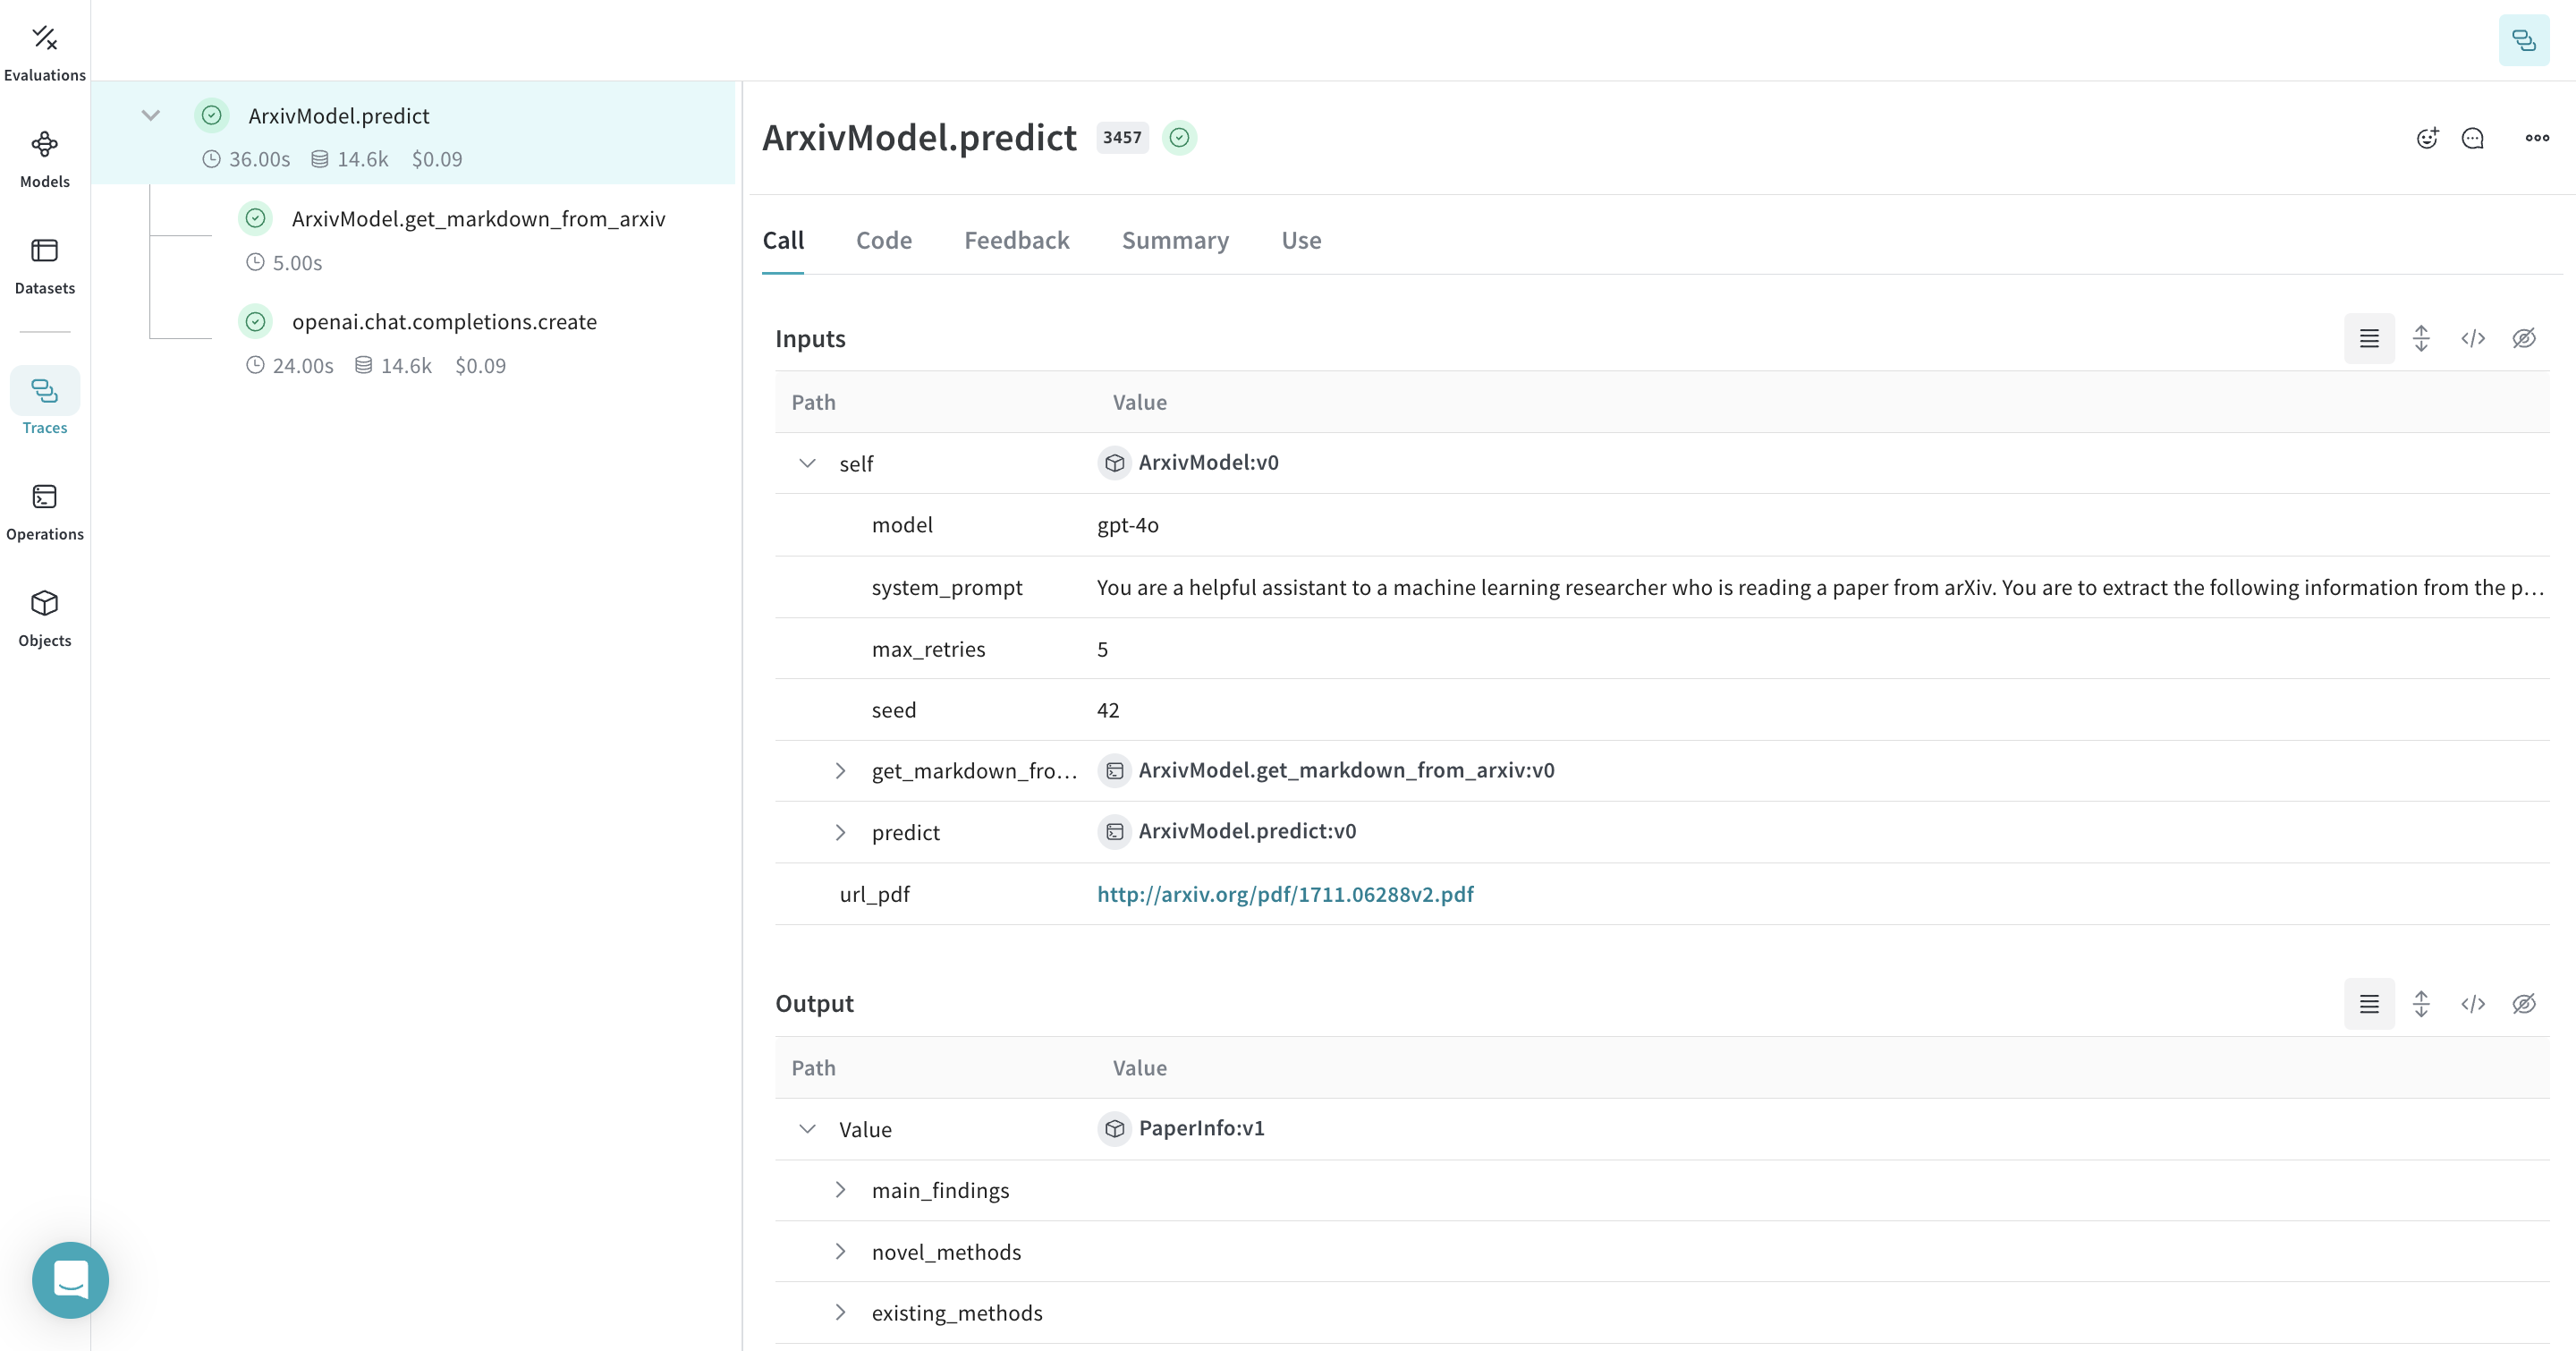 Evaluations
Models
Datasets
Traces
Operations
Objects
ArxivModel.predict
36.00s 14.6k $0.09
ArxivModel.get_markdown_from_arxiv
5.00s
openai.chat.completions.create
24.00s 14.6k $0.09
ArxivModel.predict 3457
Call Code Feedback Summary Use
Inputs
Path Value
self ArxivModel:v0
model gpt-4o
system_prompt You are a helpful assistant to a machine learning researcher who is reading a paper from arXiv. You are to extract the following information from the p...
max_retries 5
seed 42
get_markdown_fro... ArxivModel.get_markdown_from_arxiv:v0
predict ArxivModel.predict:v0
url_pdf http://arxiv.org/pdf/1711.06288v2.pdf
Output
Path Value
Value PaperInfo:v1
main_findings
novel_methods
existing_methods